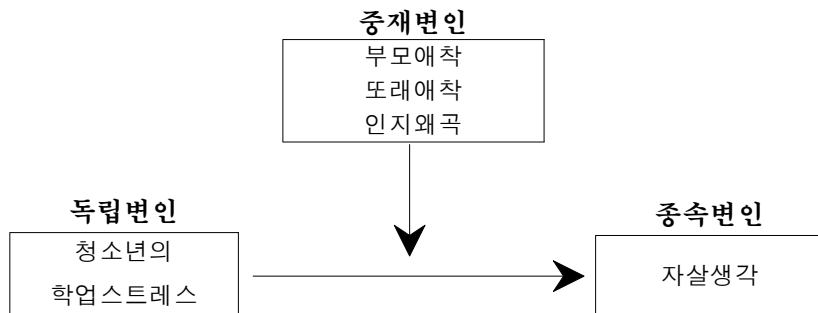 중재변인
부모애착
또래애착
인지왜곡
독립변인
청소년의
학업스트레스
종속변인
자살생각